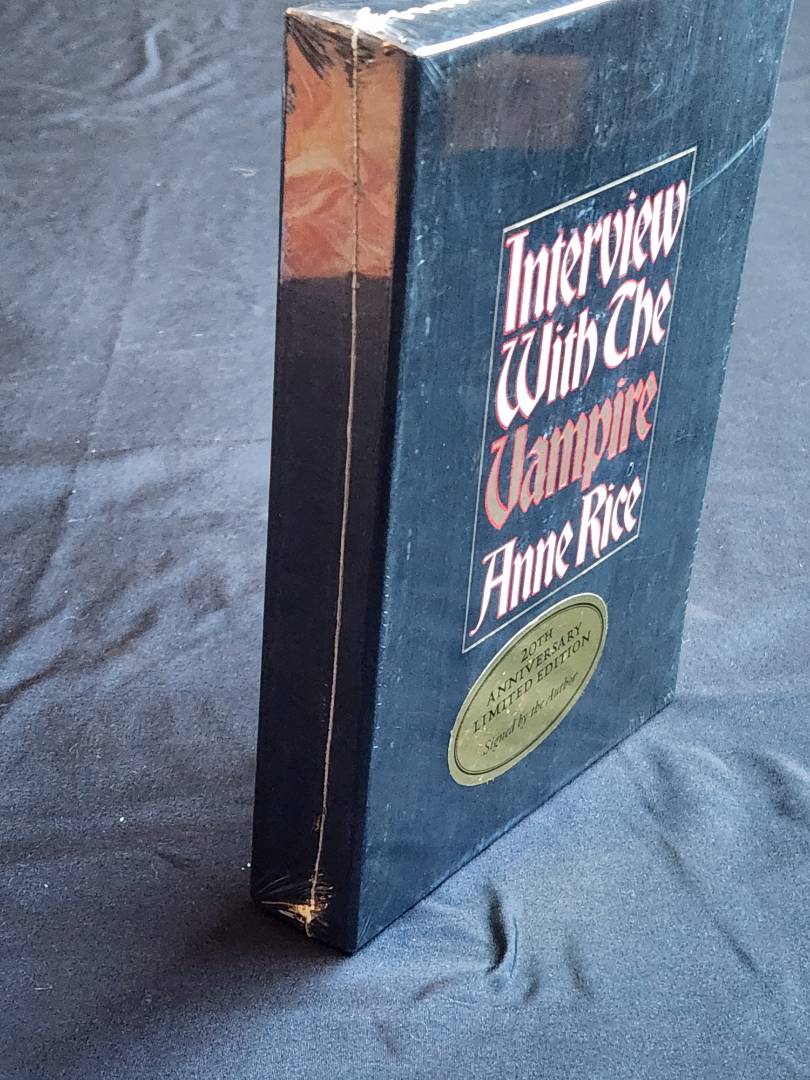 Interview
With The
Vampire
Anne Rice
20TH
ANNIVERSARY
LIMITED EDITION
Signed by the Author